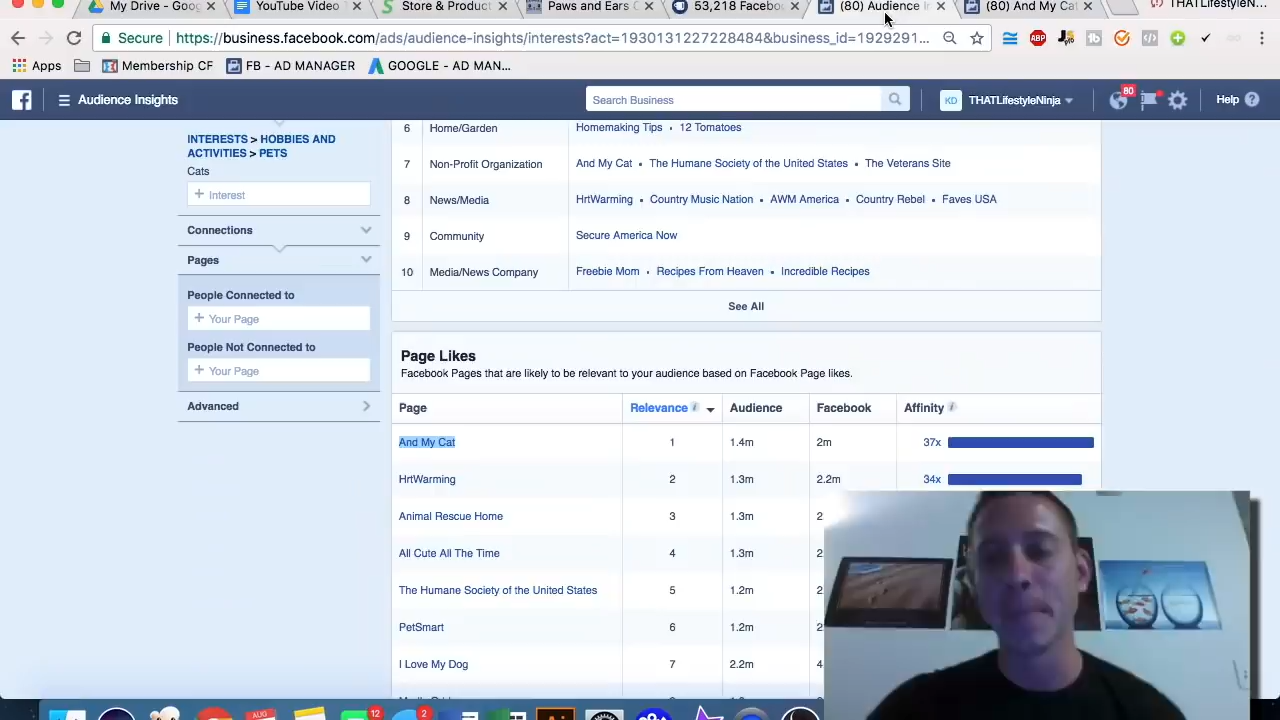 My Drive - Goog
YouTube Video T
Store & Product
Paws and Ears C
53,218 Facebo
(80) Audience I
(80) And My Cat
THATLifestyleN
Secure
https://business.facebook.com/ads/audience-insights/interests?act=1930131227228484&business_id=1929291...
Apps
Membership CF
FB - AD MANAGER
GOOGLE - AD MAN...
Audience Insights
Search Business
KD
THATLifestyleNinja
80
Help
INTERESTS > HOBBIES AND
ACTIVITIES > PETS
Cats
+ Interest
Connections
Pages
People Connected to
+ Your Page
People Not Connected to
+ Your Page
Advanced
6 Home/Garden Homemaking Tips • 12 Tomatoes
7 Non-Profit Organization And My Cat • The Humane Society of the United States • The Veterans Site
8 News/Media HrtWarming • Country Music Nation • AWM America • Country Rebel • Faves USA
9 Community Secure America Now
10 Media/News Company Freebie Mom • Recipes From Heaven • Incredible Recipes
See All
Page Likes
Facebook Pages that are likely to be relevant to your audience based on Facebook Page likes.
Page Relevance Audience Facebook Affinity
And My Cat 1 1.4m 2m 37x
HrtWarming 2 1.3m 2.2m 34x
Animal Rescue Home 3 1.3m 2
All Cute All The Time 4 1.3m 2
The Humane Society of the United States 5 1.2m 2
PetSmart 6 1.2m 2
I Love My Dog 7 2.2m 4
AUG
12
2